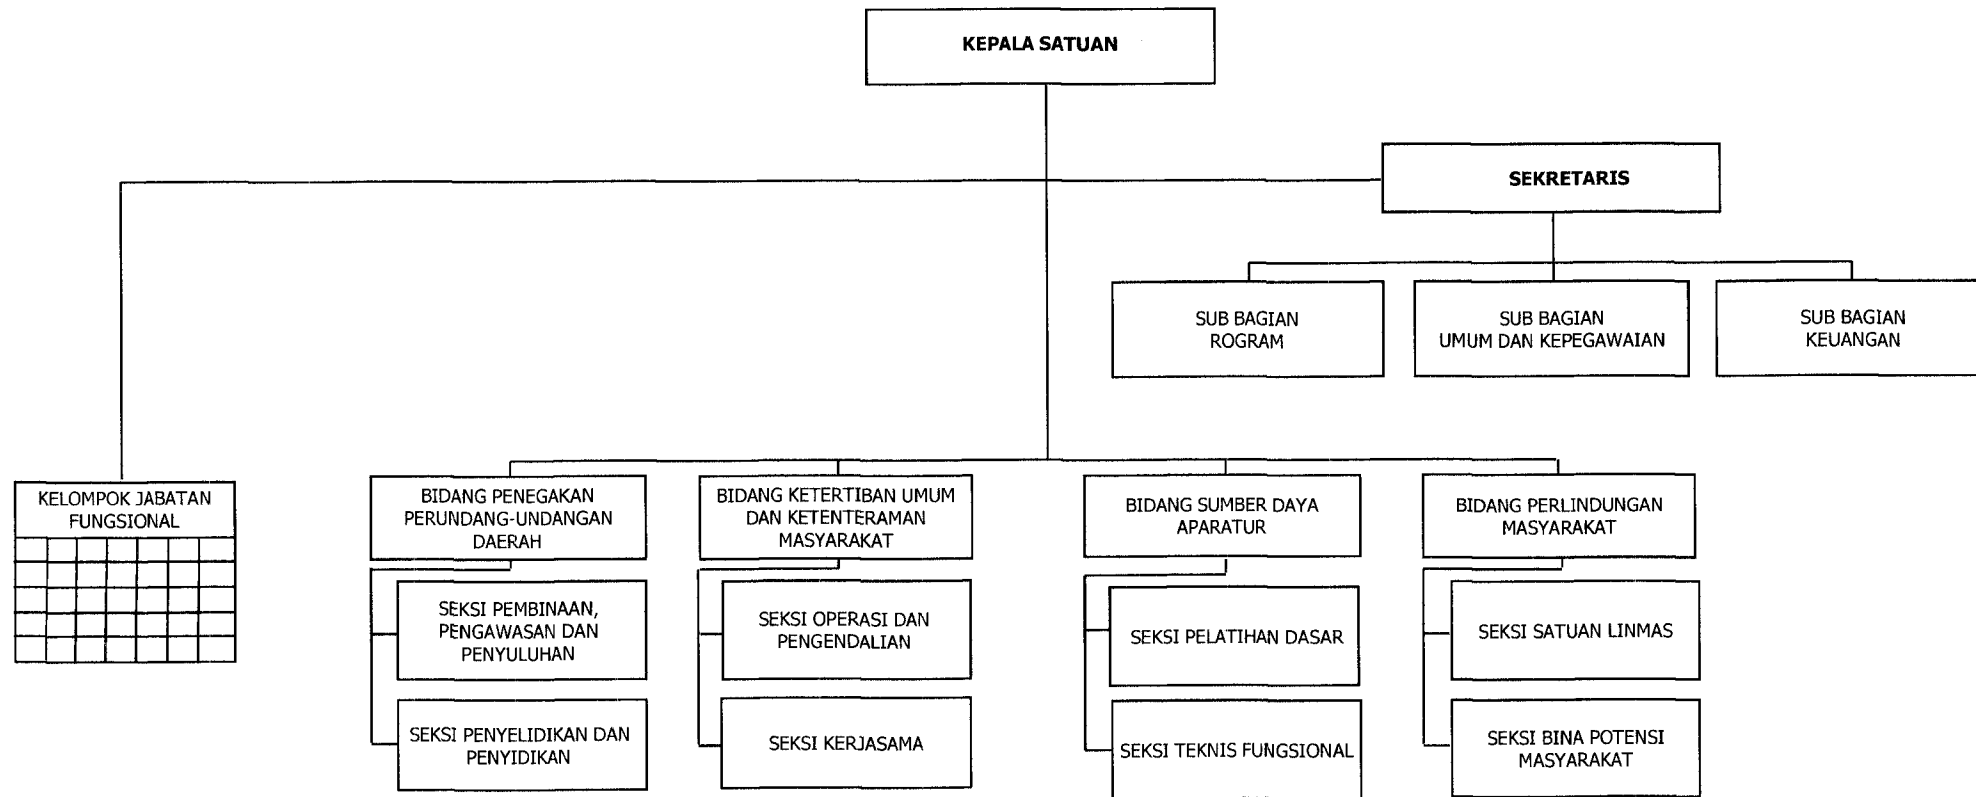 KEPALA SATUAN
SEKRETARIS
SUB BAGIAN
ROGRAM
SUB BAGIAN
UMUM DAN KEPEGAWAIAN
SUB BAGIAN
KEUANGAN
KELOMPOK JABATAN
FUNGSIONAL
BIDANG PENEGAKAN
PERUNDANG-UNDANGAN
DAERAH
SEKSI PEMBINAAN,
PENGAWASAN DAN
PENYULUHAN
SEKSI PENYELIDIKAN DAN
PENYIDIKAN
BIDANG KETERTIBAN UMUM
DAN KETENTERAMAN
MASYARAKAT
SEKSI OPERASI DAN
PENGENDALIAN
SEKSI KERJASAMA
BIDANG SUMBER DAYA
APARATUR
SEKSI PELATIHAN DASAR
SEKSI TEKNIS FUNGSIONAL
BIDANG PERLINDUNGAN
MASYARAKAT
SEKSI SATUAN LINMAS
SEKSI BINA POTENSI
MASYARAKAT